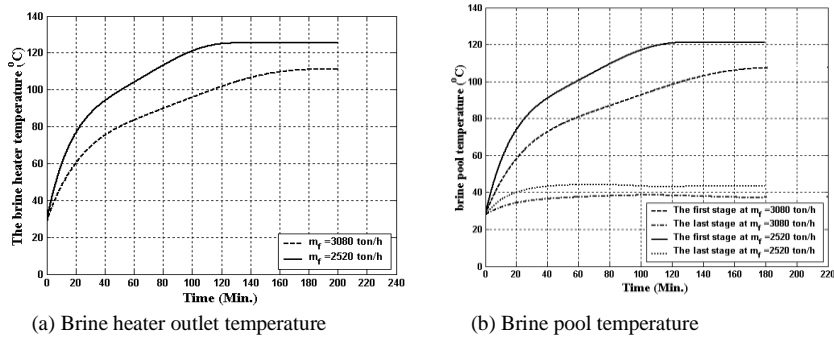 The brine heater temperature (⁰C)
140
120
100
80
60
40
20
0
0 20 40 60 80 100 120 140 160 180 200 220 240
Time (Min.)
m_f =3080 ton/h
m_f =2520 ton/h
(a) Brine heater outlet temperature
brine pool temperature (⁰C)
140
120
100
80
60
40
20
0
0 20 40 60 80 100 120 140 160 180 200 220
Time (Min.)
The first stage at m_f =3080 ton/h
The last stage at m_f =3080 ton/h
The first stage at m_f =2520 ton/h
The last stage at m_f =2520 ton/h
(b) Brine pool temperature